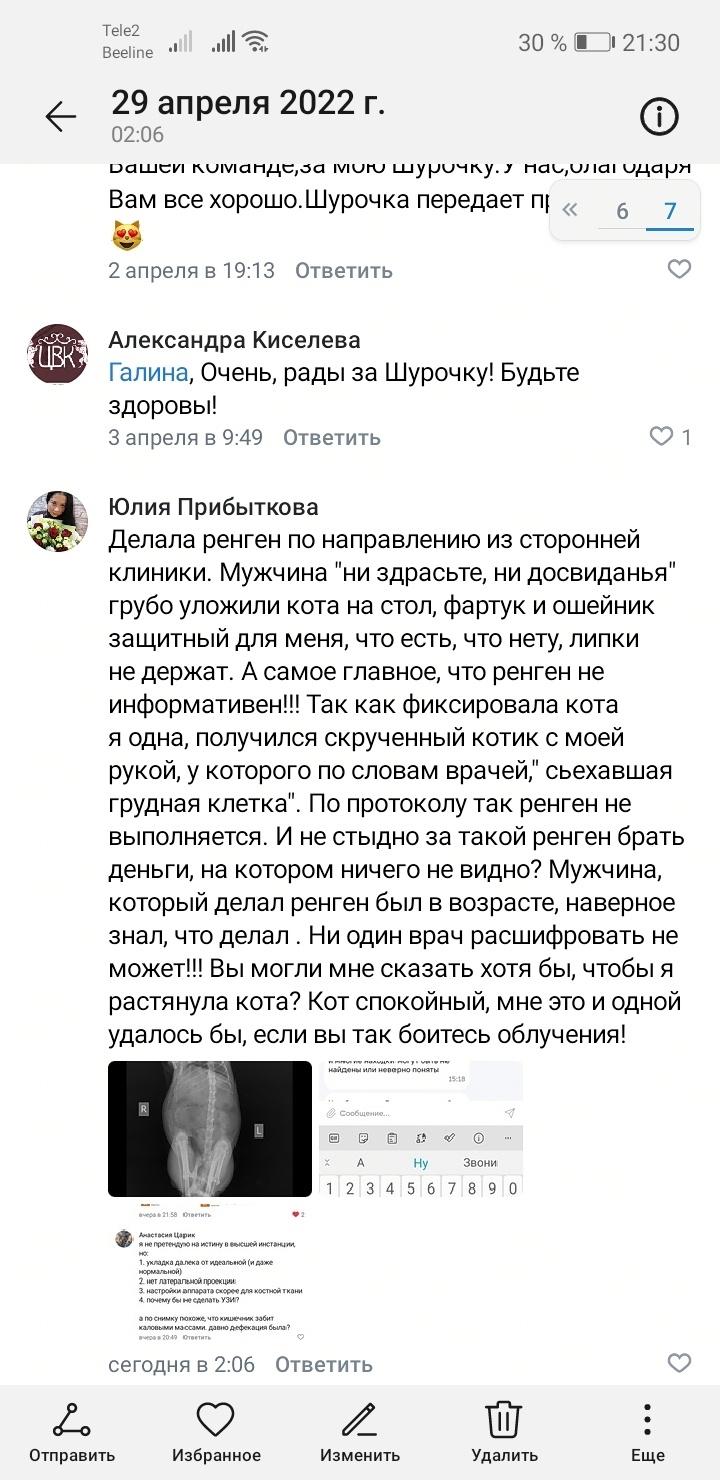 Tele2
Beeline
30 % 21:30
29 апреля 2022 г.
02:06
Вашей команде,за мою Шурочку.У нас,благодаря
Вам все хорошо.Шурочка передает
« 6 7
2 апреля в 19:13 Ответить
ЦВК
Александра Киселева
Галина, Очень, рады за Шурочку! Будьте
здоровы!
3 апреля в 9:49 Ответить 1
Юлия Прибыткова
Делала ренген по направлению из сторонней
клиники. Мужчина "ни здрасьте, ни досвиданья"
грубо уложили кота на стол, фартук и ошейник
защитный для меня, что есть, что нету, липки
не держат. А самое главное, что ренген не
информативен!!! Так как фиксировала кота
я одна, получился скрученный котик с моей
рукой, у которого по словам врачей," сьехавшая
грудная клетка". По протоколу так ренген не
выполняется. И не стыдно за такой ренген брать
деньги, на котором ничего не видно? Мужчина,
который делал ренген был в возрасте, наверное
знал, что делал . Ни один врач расшифровать не
может!!! Вы могли мне сказать хотя бы, чтобы я
растянула кота? Кот спокойный, мне это и одной
удалось бы, если вы так боитесь облучения!
R
L
и многие находки могут быть не
найдены или неверно поняты
15:18
Сообщение...
А Ну Звони
1 2 3 4 5 6 7 8 9 0
вчера в 21:58 Ответить 2
Анастасия Царик
я не претендую на истину в высшей инстанции,
но:
1. укладка далека от идеальной (и даже
нормальной)
2. нет латеральной проекции
3. настройки аппарата скорее для костной ткани
4. почему бы не сделать УЗИ?
а по снимку похоже, что кишечник забит
каловыми массами. давно дефекация была?
вчера в 20:49 Ответить
сегодня в 2:06 Ответить
Отправить Избранное Изменить Удалить Еще